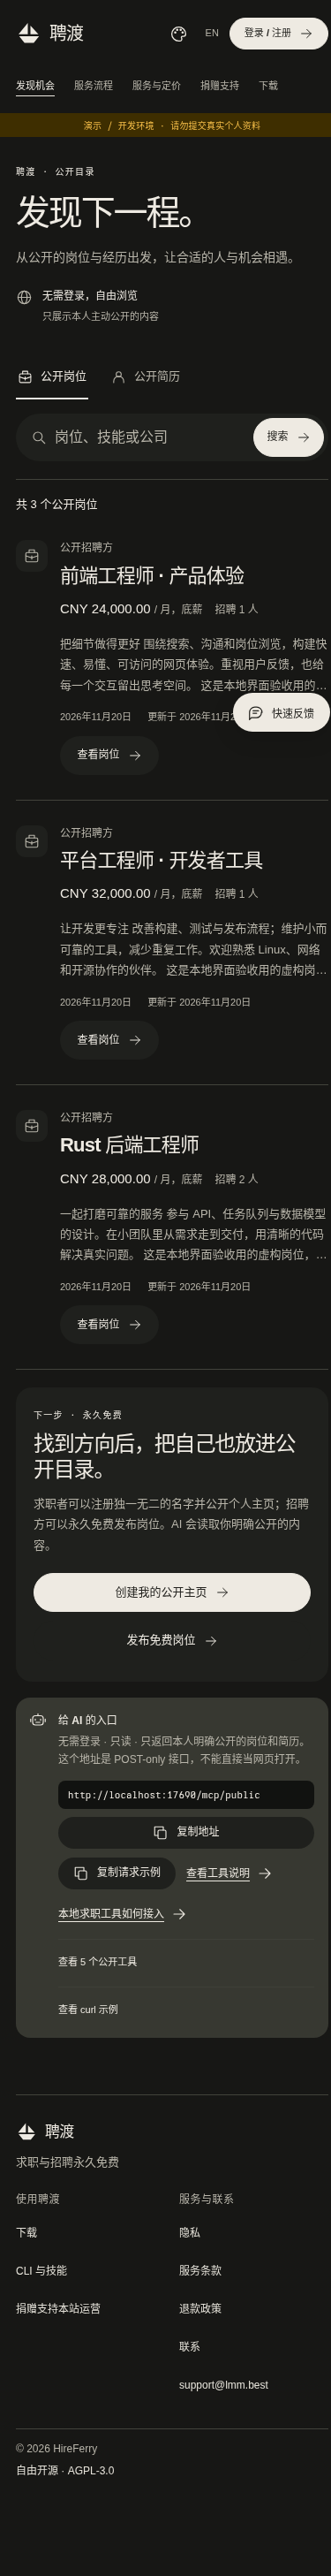 聘渡
EN
登录 / 注册
发现机会 服务流程 服务与定价 捐赠支持 下载
演示 / 开发环境 · 请勿提交真实个人资料
聘渡 · 公开目录
发现下一程。
从公开的岗位与经历出发，让合适的人与机会相遇。
无需登录，自由浏览
只展示本人主动公开的内容
公开岗位 公开简历
岗位、技能或公司
搜索
共 3 个公开岗位
公开招聘方
前端工程师 · 产品体验
CNY 24,000.00 / 月，底薪 招聘 1 人
把细节做得更好 围绕搜索、沟通和岗位浏览，构建快
速、易懂、可访问的网页体验。重视用户反馈，也给
每一个交互留出思考空间。 这是本地界面验收用的…
2026年11月20日 更新于 2026年11月2
快速反馈
查看岗位
公开招聘方
平台工程师 · 开发者工具
CNY 32,000.00 / 月，底薪 招聘 1 人
让开发更专注 改善构建、测试与发布流程；维护小而
可靠的工具，减少重复工作。欢迎熟悉 Linux、网络
和开源协作的伙伴。 这是本地界面验收用的虚构岗…
2026年11月20日 更新于 2026年11月20日
查看岗位
公开招聘方
Rust 后端工程师
CNY 28,000.00 / 月，底薪 招聘 2 人
一起打磨可靠的服务 参与 API、任务队列与数据模型
的设计。在小团队里从需求走到交付，用清晰的代码
解决真实问题。 这是本地界面验收用的虚构岗位，…
2026年11月20日 更新于 2026年11月20日
查看岗位
下一步 · 永久免费
找到方向后，把自己也放进公
开目录。
求职者可以注册独一无二的名字并公开个人主页；招聘
方可以永久免费发布岗位。AI 会读取你明确公开的内
容。
创建我的公开主页
发布免费岗位
给 AI 的入口
无需登录 · 只读 · 只返回本人明确公开的岗位和简历。
这个地址是 POST-only 接口，不能直接当网页打开。
http://localhost:17690/mcp/public
复制地址
复制请求示例 查看工具说明
本地求职工具如何接入
查看 5 个公开工具
查看 curl 示例
聘渡
求职与招聘永久免费
使用聘渡
下载
CLI 与技能
捐赠支持本站运营
服务与联系
隐私
服务条款
退款政策
联系
support@lmm.best
© 2026 HireFerry
自由开源 · AGPL-3.0